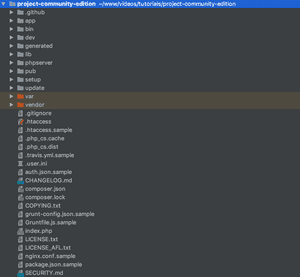 project-community-edition ~/www/videos/tutorials/project-community-edition
.github
app
bin
dev
generated
lib
phpserver
pub
setup
update
var
vendor
.gitignore
.htaccess
.htaccess.sample
.php_cs.cache
.php_cs.dist
.travis.yml.sample
.user.ini
auth.json.sample
CHANGELOG.md
composer.json
composer.lock
COPYING.txt
grunt-config.json.sample
Gruntfile.js.sample
index.php
LICENSE.txt
LICENSE_AFL.txt
nginx.conf.sample
package.json.sample
SECURITY.md